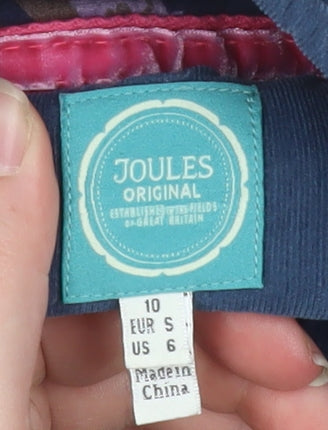 JOULES
ORIGINAL
ESTABLISHED IN THE FIELDS
OF GREAT BRITAIN
10
EUR S
US 6
Made in
China